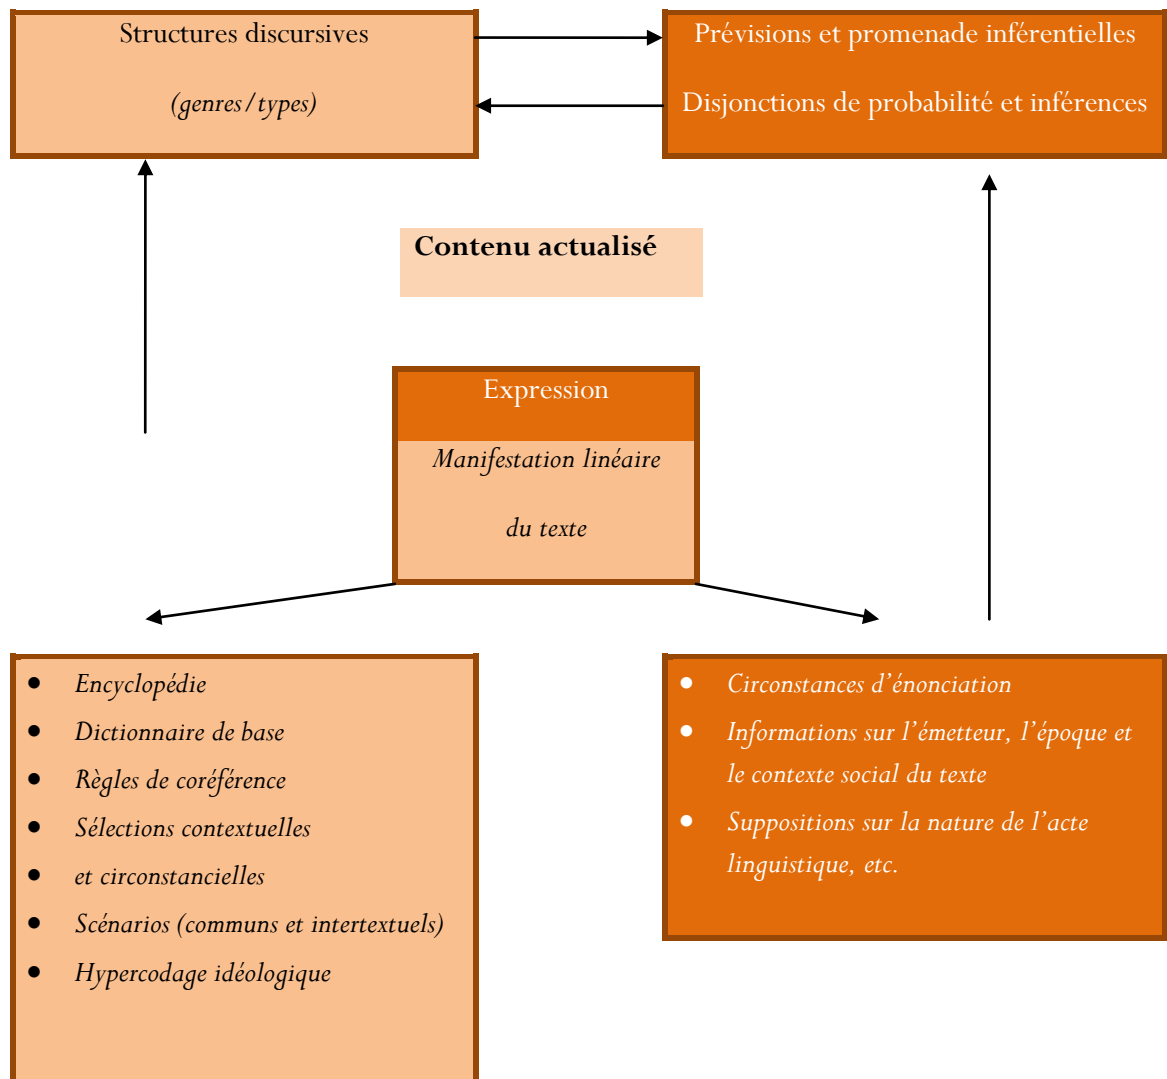 Structures discursives
(genres/types)
Prévisions et promenade inférentielles
Disjonctions de probabilité et inférences
Contenu actualisé
Expression
Manifestation linéaire
du texte
• Encyclopédie
• Dictionnaire de base
• Règles de coréférence
• Sélections contextuelles
• et circonstancielles
• Scénarios (communs et intertextuels)
• Hypercodage idéologique
• Circonstances d’énonciation
• Informations sur l’émetteur, l’époque et
le contexte social du texte
• Suppositions sur la nature de l’acte
linguistique, etc.